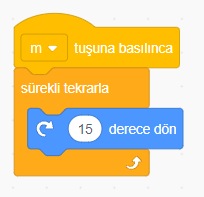 m tuşuna basılınca
sürekli tekrarla
15 derece dön